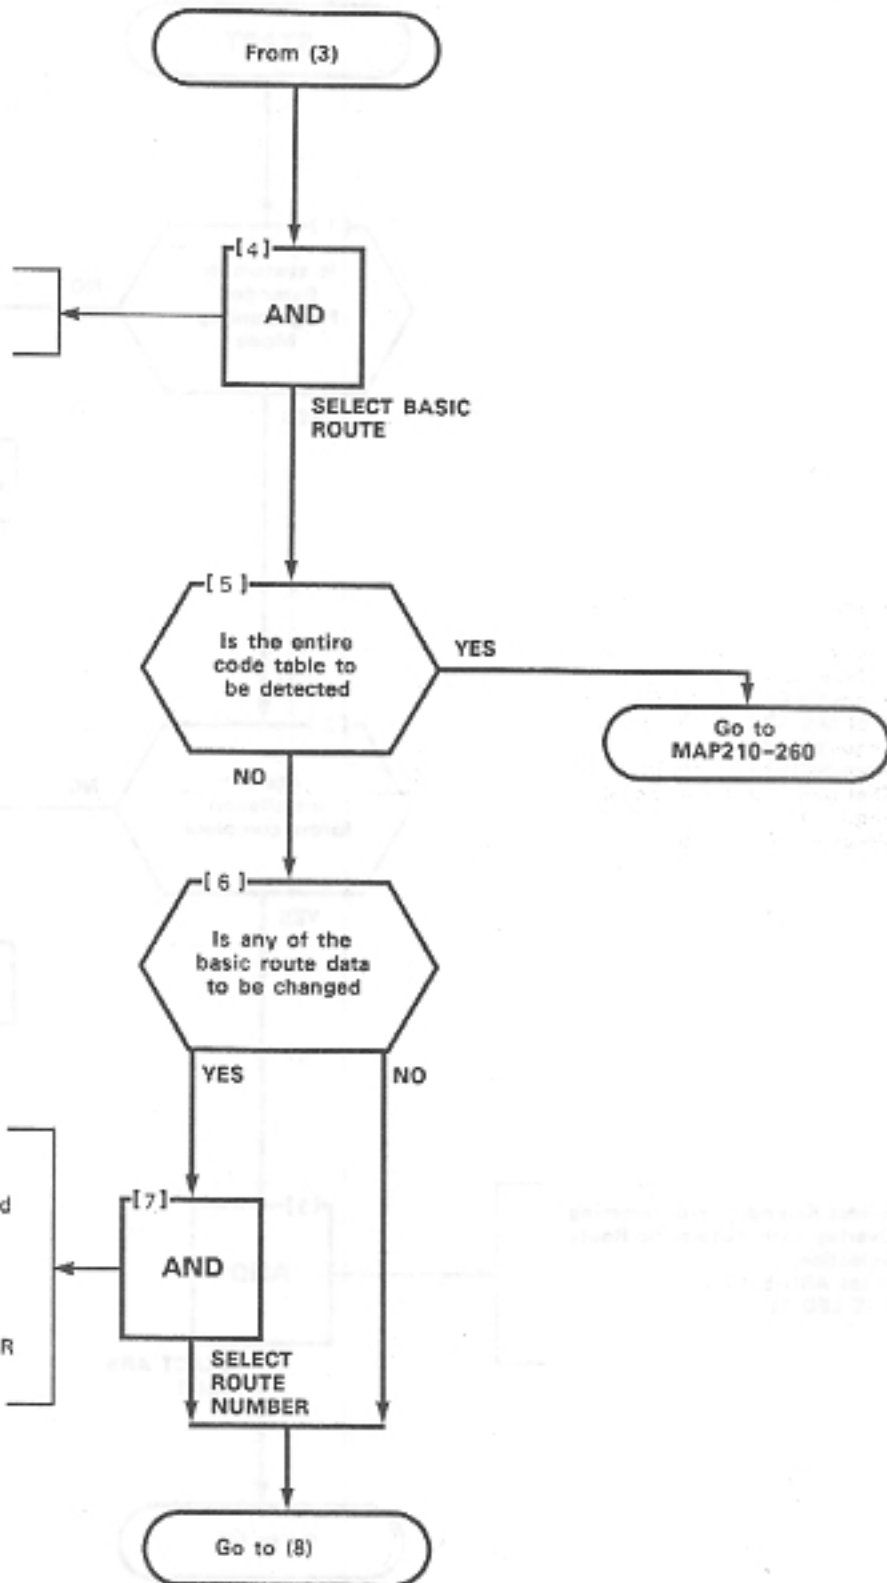 From (3)
[4]
AND
SELECT BASIC
ROUTE
[5]
Is the entire
code table to
be detected
YES
Go to
MAP210-260
NO
[6]
Is any of the
basic route data
to be changed
YES
NO
d
[7]
AND
R
SELECT
ROUTE
NUMBER
Go to (8)